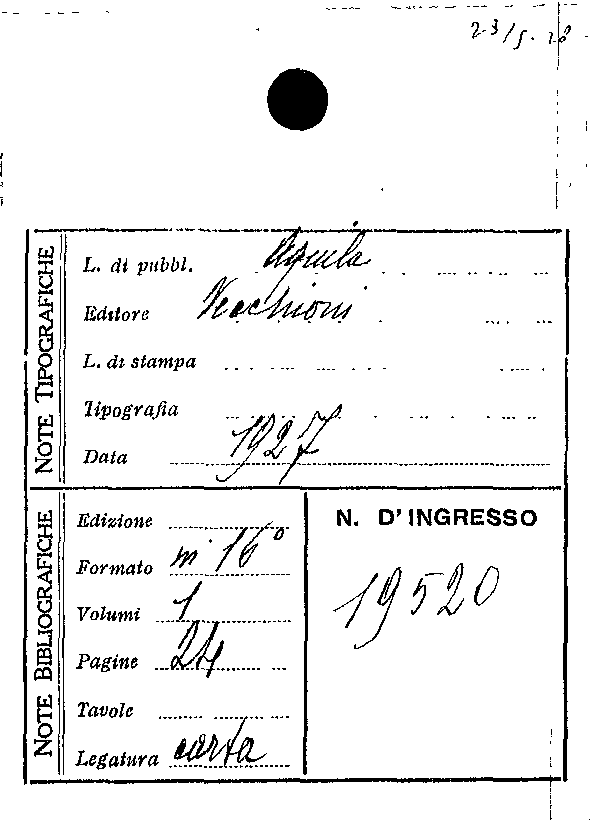 23/5.28
NOTE TIPOGRAFICHE
L. di pubbl. Aquila
Editore Vecchioni
L. di stampa
Tipografia
Data 1927
NOTE BIBLIOGRAFICHE
Edizione
Formato in 16°
Volumi 1
Pagine 24
Tavole
Legatura carta
N. D'INGRESSO
19520